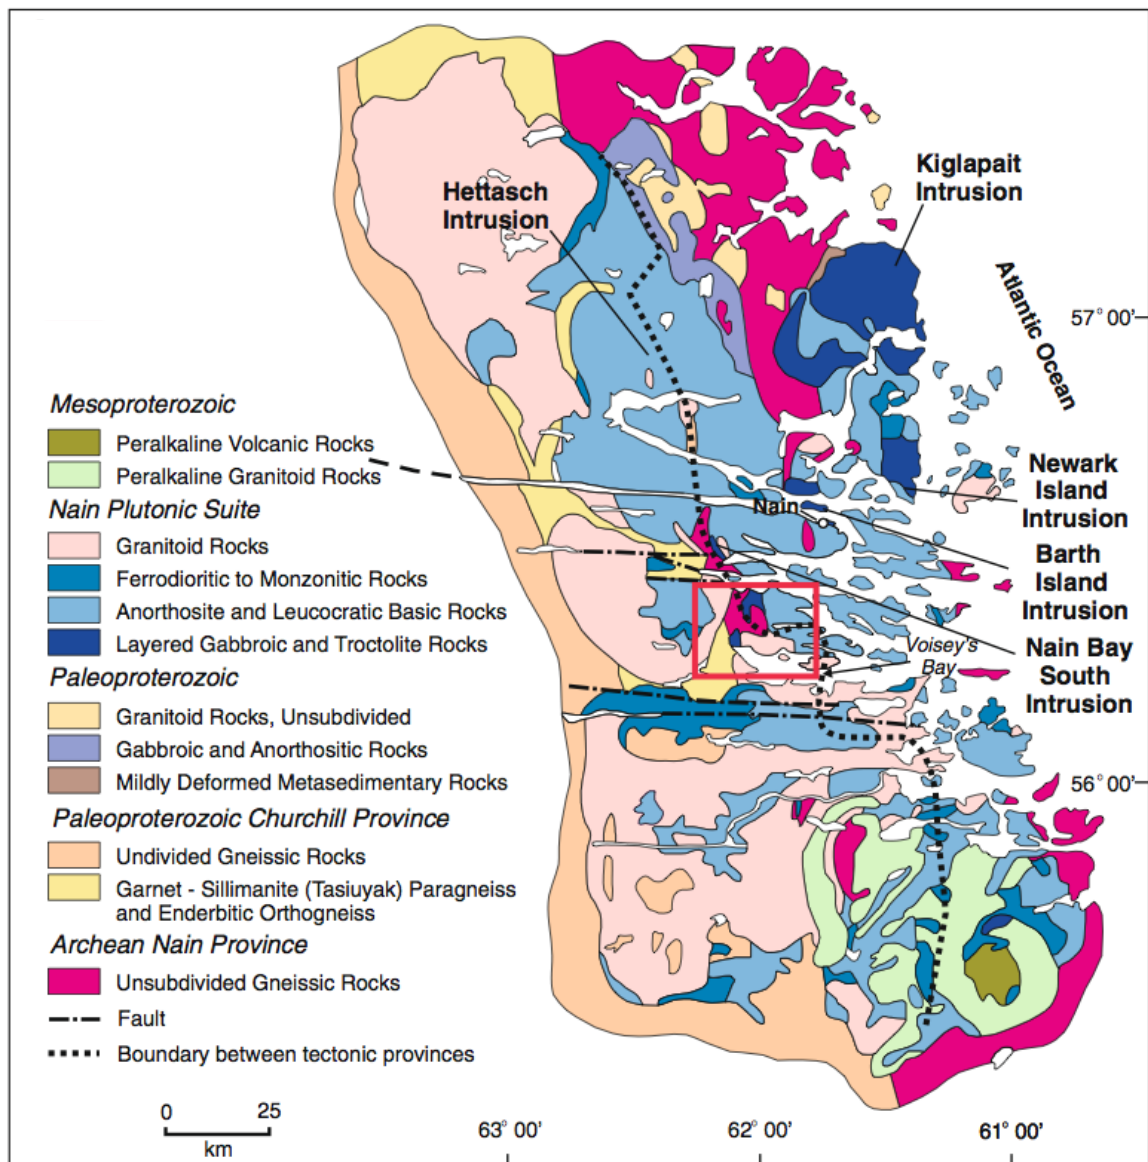 Hettasch
Intrusion
Kiglapait
Intrusion
Atlantic Ocean
57° 00'
Mesoproterozoic
Peralkaline Volcanic Rocks
Peralkaline Granitoid Rocks
Nain Plutonic Suite
Granitoid Rocks
Ferrodioritic to Monzonitic Rocks
Anorthosite and Leucocratic Basic Rocks
Layered Gabbroic and Troctolite Rocks
Paleoproterozoic
Granitoid Rocks, Unsubdivided
Gabbroic and Anorthositic Rocks
Mildly Deformed Metasedimentary Rocks
Paleoproterozoic Churchill Province
Undivided Gneissic Rocks
Garnet - Sillimanite (Tasiuyak) Paragneiss
and Enderbitic Orthogneiss
Archean Nain Province
Unsubdivided Gneissic Rocks
Fault
Boundary between tectonic provinces
Nain
Newark
Island
Intrusion
Barth
Island
Intrusion
Voisey's
Bay
Nain Bay
South
Intrusion
56° 00'
0 25
km
63° 00' 62° 00' 61° 00'